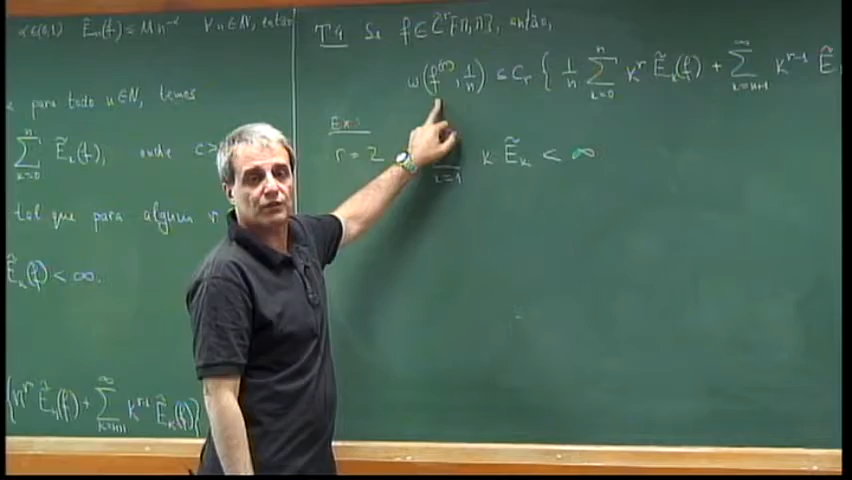 α∈(0,1) Ẽₙ(f) ≤ M n^{-α} ∀ n ∈ ℕ, então
para todo n∈ℕ, temos
∑_{k=0}^{n} Ẽₖ(f), onde C>
tal que para algum r
Ẽₖ(f) < ∞.
{n^r Ẽₙ(f) + ∑_{k=n+1}^{∞} k^{r-1} Ẽₖ(f)}
T4 Se f ∈ C̃^r[-π,π], então,
ω(f^{(r)}, 1/n) ≤ C_r { 1/n ∑_{k=0}^{n} k^r Ẽₖ(f) + ∑_{k=n+1}^{∞} k^{r-1} Ẽ
Ex:
r = 2
k=1 k Ẽₖ < ∞